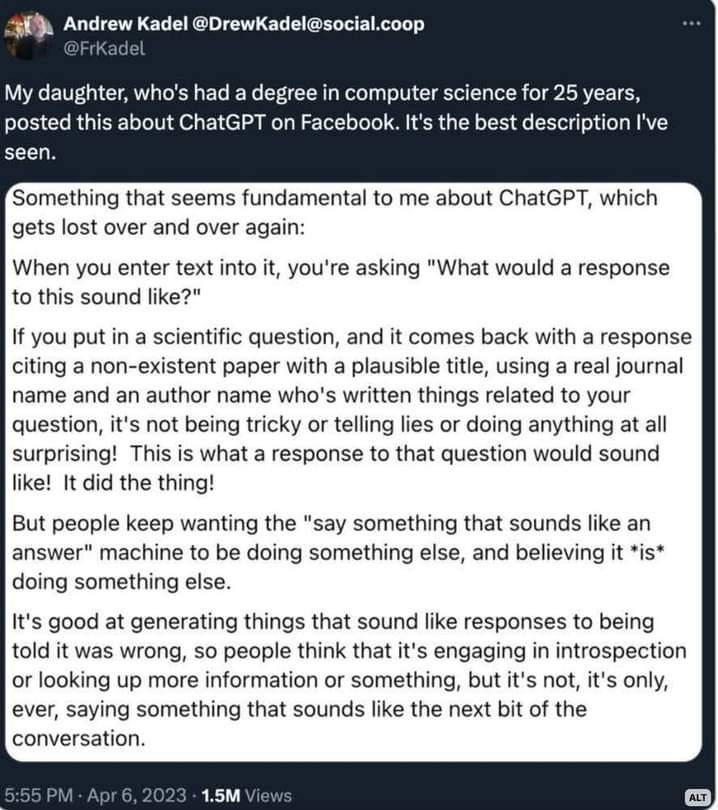 Andrew Kadel @DrewKadel@social.coop
@FrKadel
My daughter, who's had a degree in computer science for 25 years,
posted this about ChatGPT on Facebook. It's the best description I've
seen.
Something that seems fundamental to me about ChatGPT, which
gets lost over and over again:
When you enter text into it, you're asking "What would a response
to this sound like?"
If you put in a scientific question, and it comes back with a response
citing a non-existent paper with a plausible title, using a real journal
name and an author name who's written things related to your
question, it's not being tricky or telling lies or doing anything at all
surprising! This is what a response to that question would sound
like! It did the thing!
But people keep wanting the "say something that sounds like an
answer" machine to be doing something else, and believing it *is*
doing something else.
It's good at generating things that sound like responses to being
told it was wrong, so people think that it's engaging in introspection
or looking up more information or something, but it's not, it's only,
ever, saying something that sounds like the next bit of the
conversation.
5:55 PM · Apr 6, 2023 · 1.5M Views
ALT